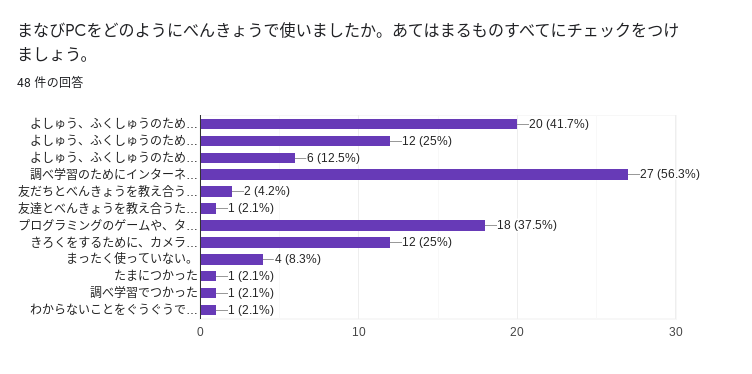 まなびPCをどのようにべんきょうで使いましたか。あてはまるものすべてにチェックをつけ
ましょう。
48 件の回答
よしゅう、ふくしゅうのため… 20 (41.7%)
よしゅう、ふくしゅうのため… 12 (25%)
よしゅう、ふくしゅうのため… 6 (12.5%)
調べ学習のためにインターネ… 27 (56.3%)
友だちとべんきょうを教え合う… 2 (4.2%)
友達とべんきょうを教え合うた… 1 (2.1%)
プログラミングのゲームや、タ… 18 (37.5%)
きろくをするために、カメラ… 12 (25%)
まったく使っていない。 4 (8.3%)
たまにつかった 1 (2.1%)
調べ学習でつかった 1 (2.1%)
わからないことをぐうぐうで… 1 (2.1%)
0 10 20 30